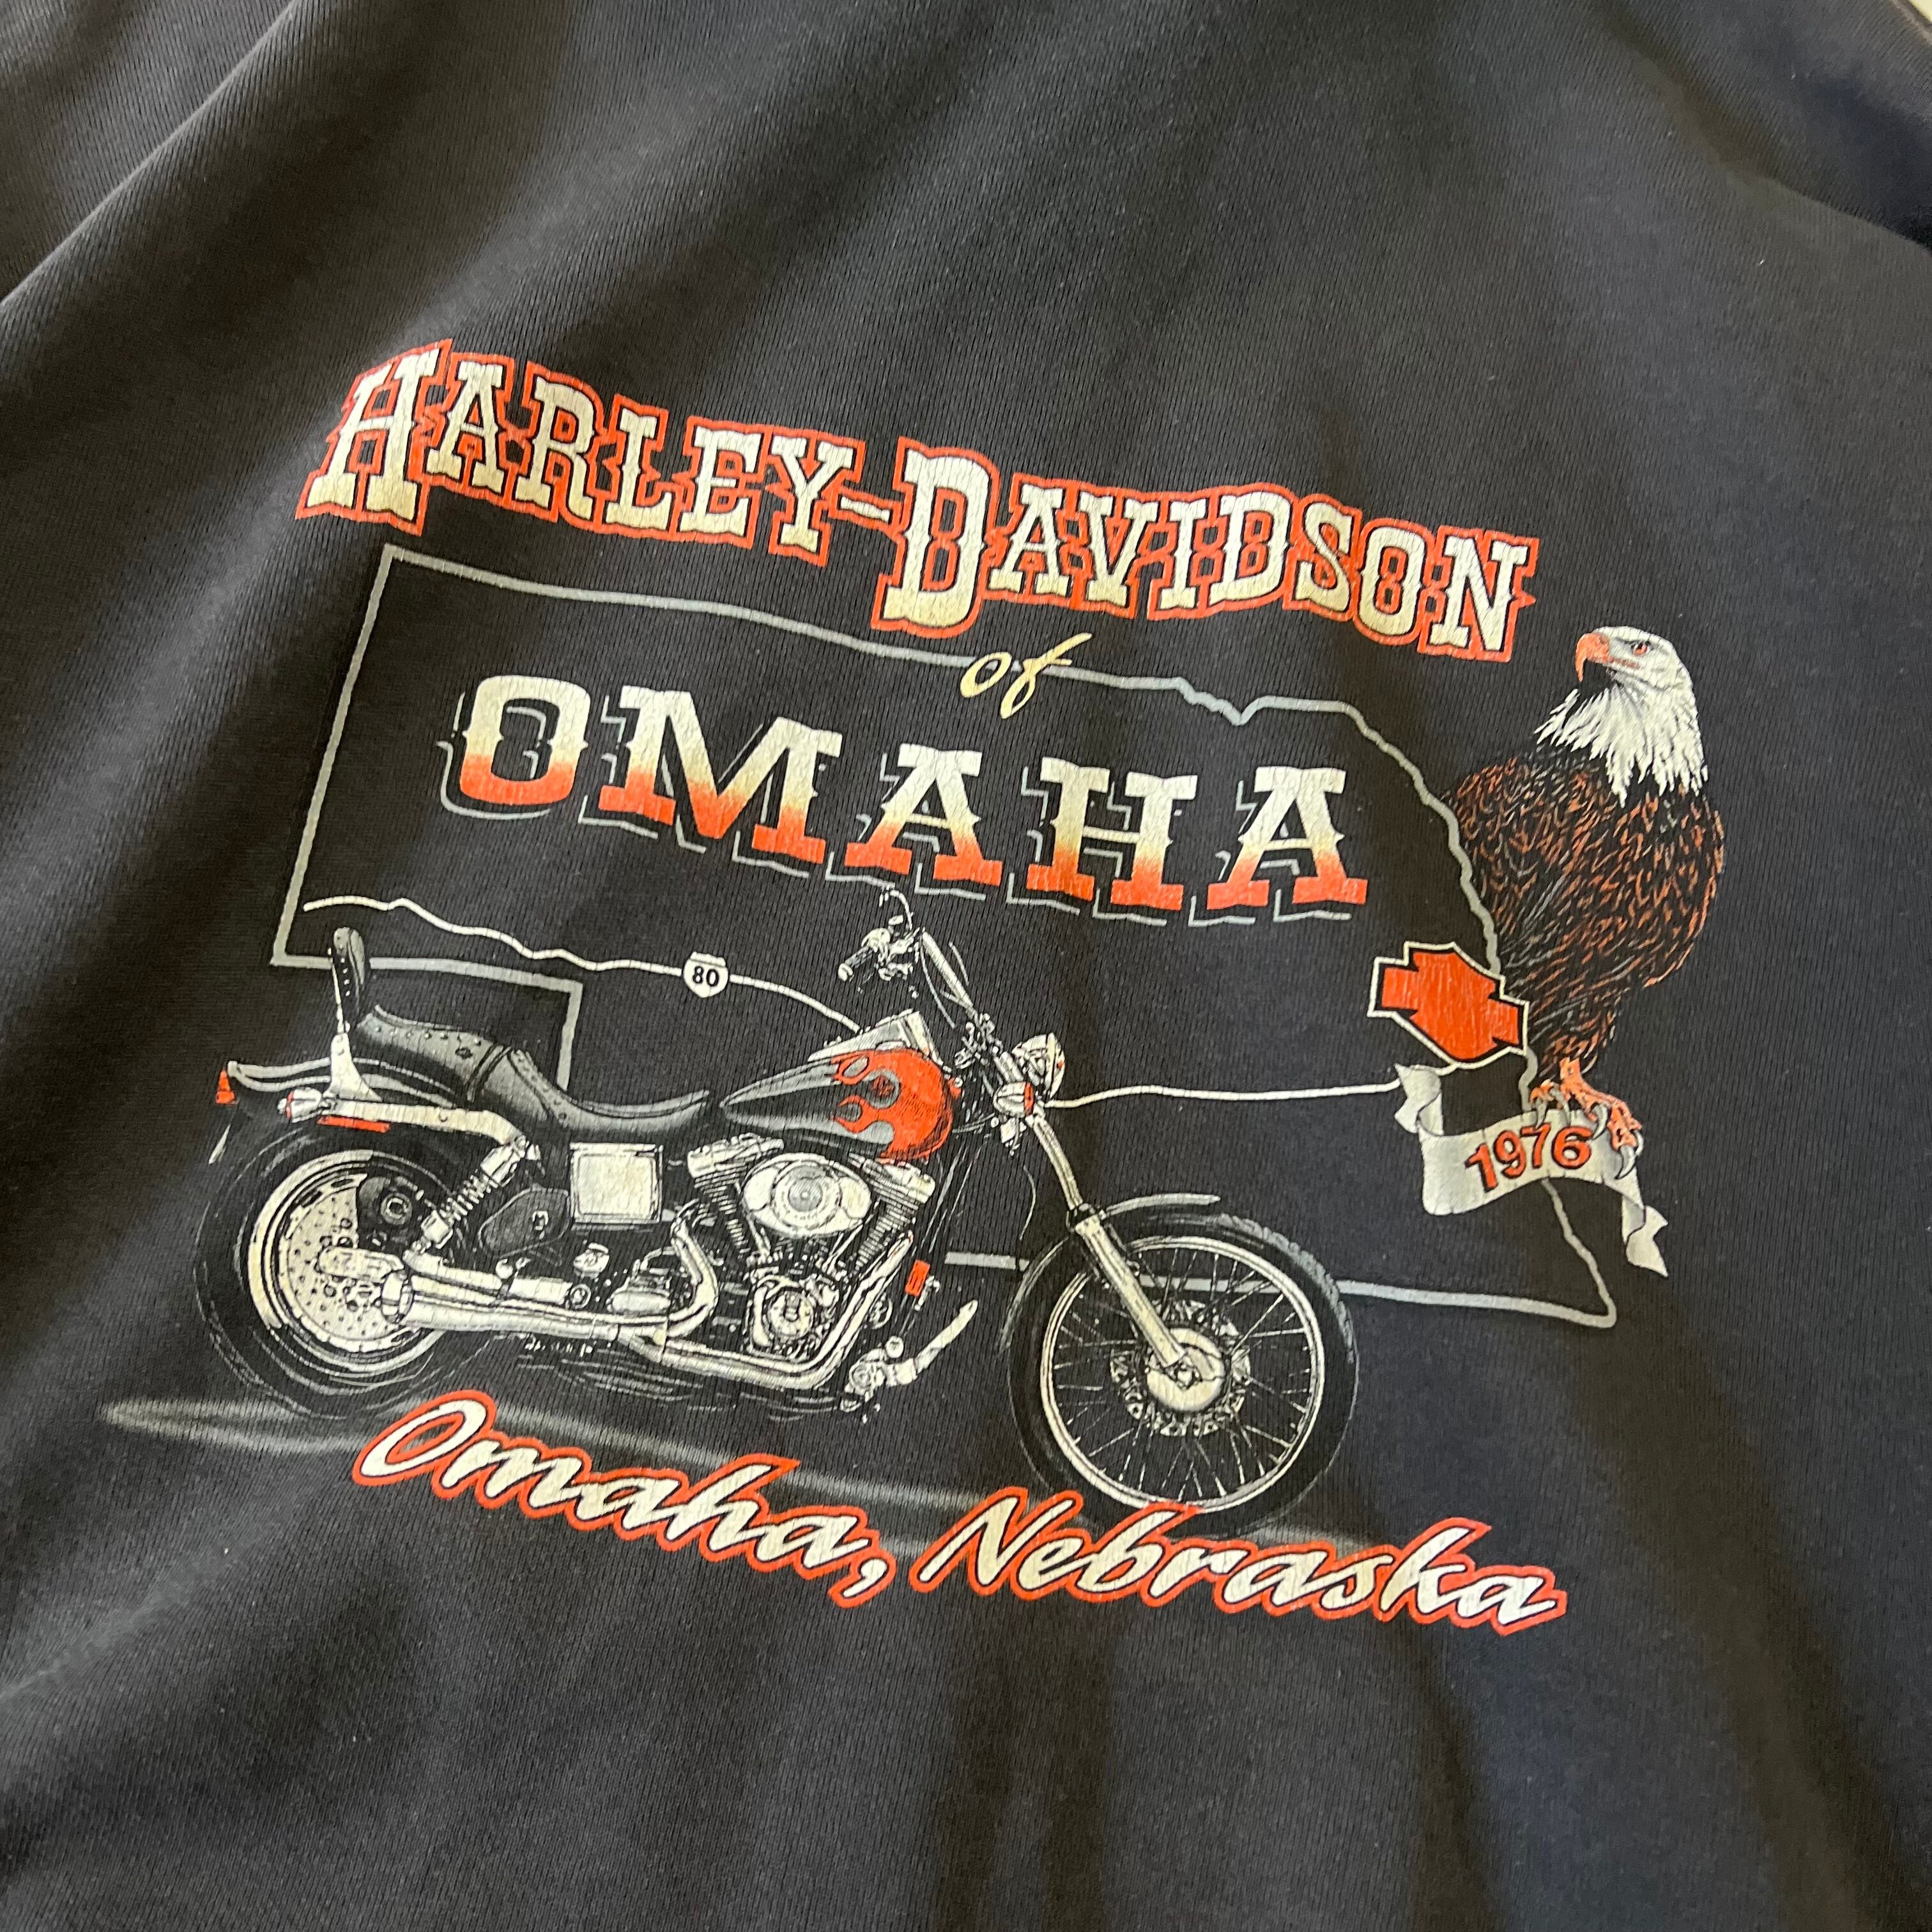 HARLEY-DAVIDSON
of
OMAHA
80
1976
Omaha, Nebraska